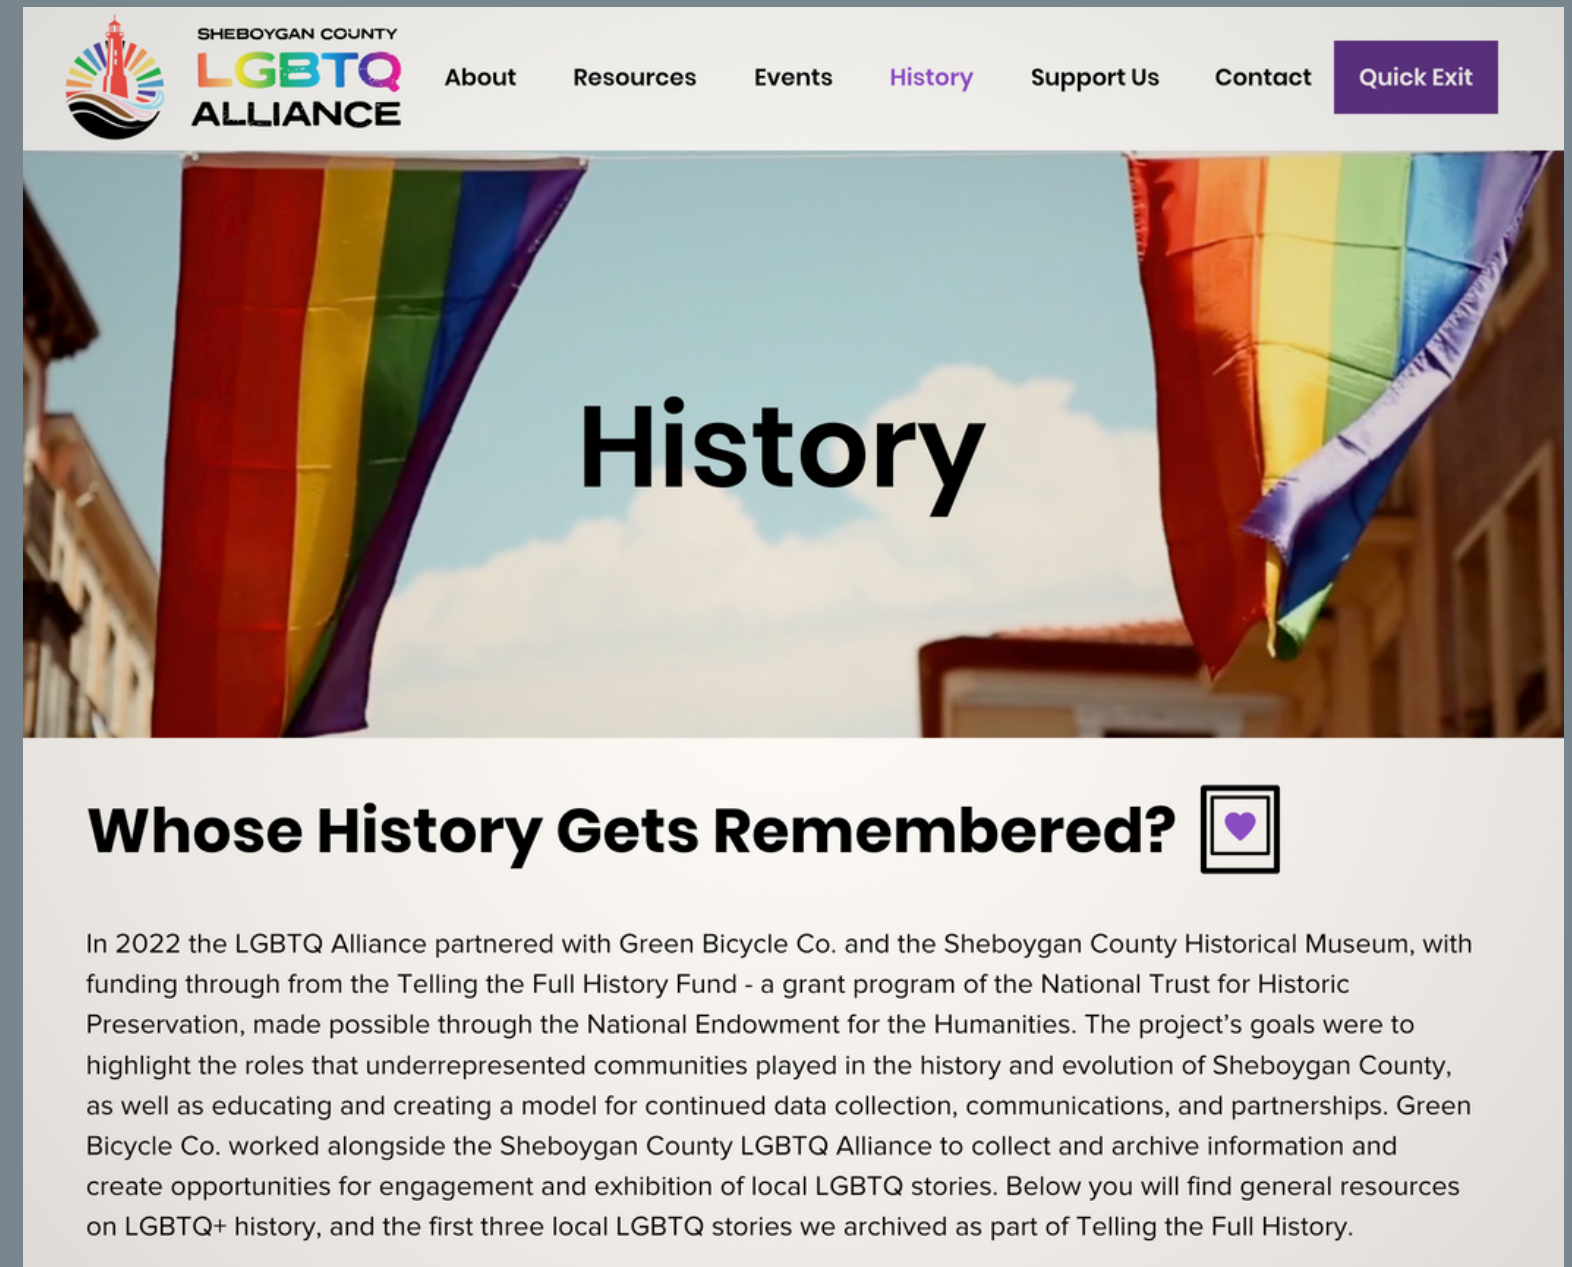 SHEBOYGAN COUNTY
LGBTQ
ALLIANCE
About Resources Events History Support Us Contact Quick Exit
History
Whose History Gets Remembered?
In 2022 the LGBTQ Alliance partnered with Green Bicycle Co. and the Sheboygan County Historical Museum, with
funding through from the Telling the Full History Fund - a grant program of the National Trust for Historic
Preservation, made possible through the National Endowment for the Humanities. The project’s goals were to
highlight the roles that underrepresented communities played in the history and evolution of Sheboygan County,
as well as educating and creating a model for continued data collection, communications, and partnerships. Green
Bicycle Co. worked alongside the Sheboygan County LGBTQ Alliance to collect and archive information and
create opportunities for engagement and exhibition of local LGBTQ stories. Below you will find general resources
on LGBTQ+ history, and the first three local LGBTQ stories we archived as part of Telling the Full History.